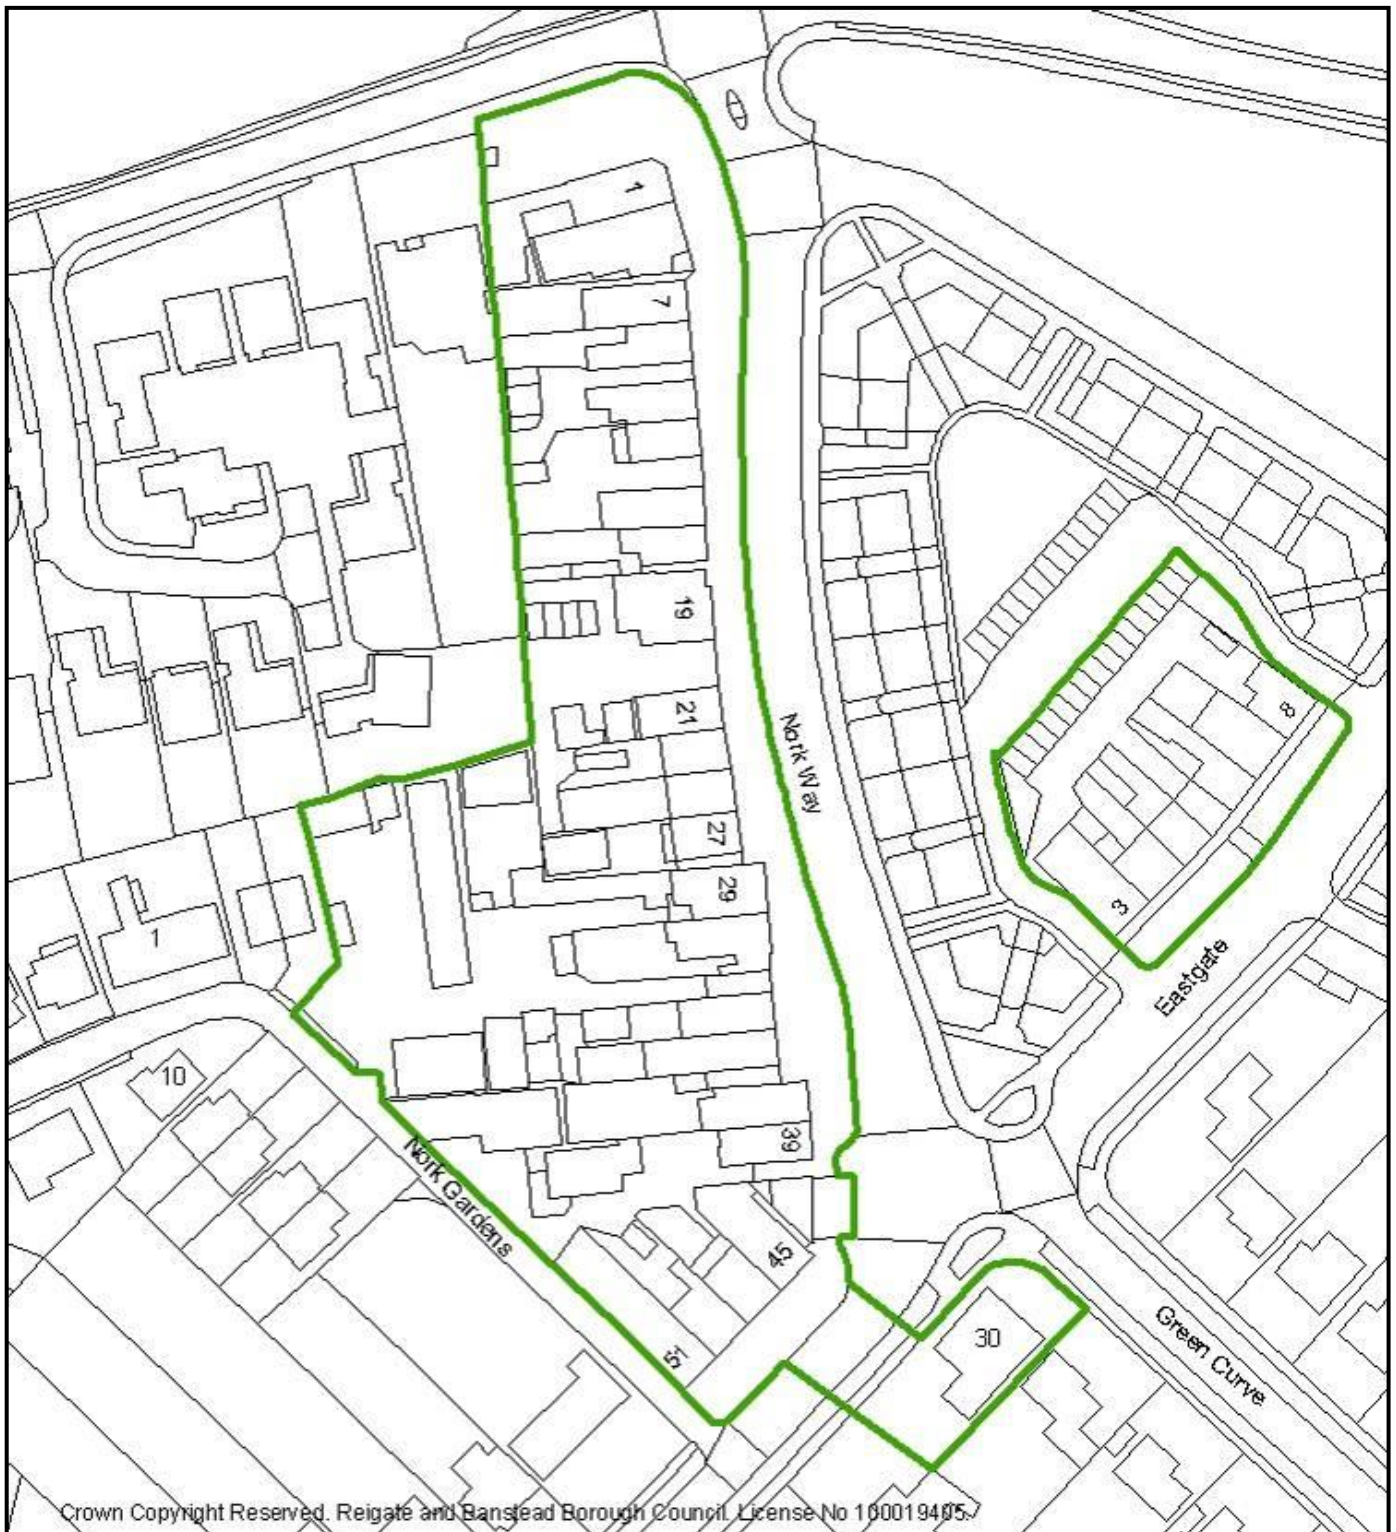 1
7
19
21
Nork Way
8
27
29
3
1
Eastgate
10
39
Nork Gardens
45
30
51
Green Curve
Crown Copyright Reserved. Reigate and Banstead Borough Council. License No 100019405.